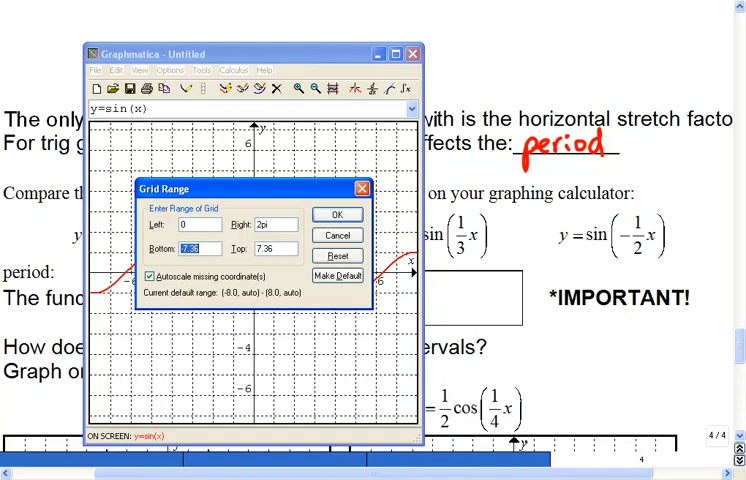 Graphmatica - Untitled
File Edit View Options Tools Calculus Help
y=sin(x)
The only
with is the horizontal stretch facto
For trig g
ffects the: period
y
6
Grid Range
Enter Range of Grid
Left: 0 Right: 2pi
Bottom: -7.36 Top: 7.36
Autoscale missing coordinate(s)
Current default range: (-8.0, auto) - (8.0, auto)
OK
Cancel
Reset
Make Default
Compare th
on your graphing calculator:
y
sin(1/3 x)
y = sin(-1/2 x)
-6
6
x
period:
The func
*IMPORTANT!
-4
-6
How doe
ervals?
Graph or
= 1/2 cos(1/4 x)
ON SCREEN: y=sin(x)
y
4/4
4